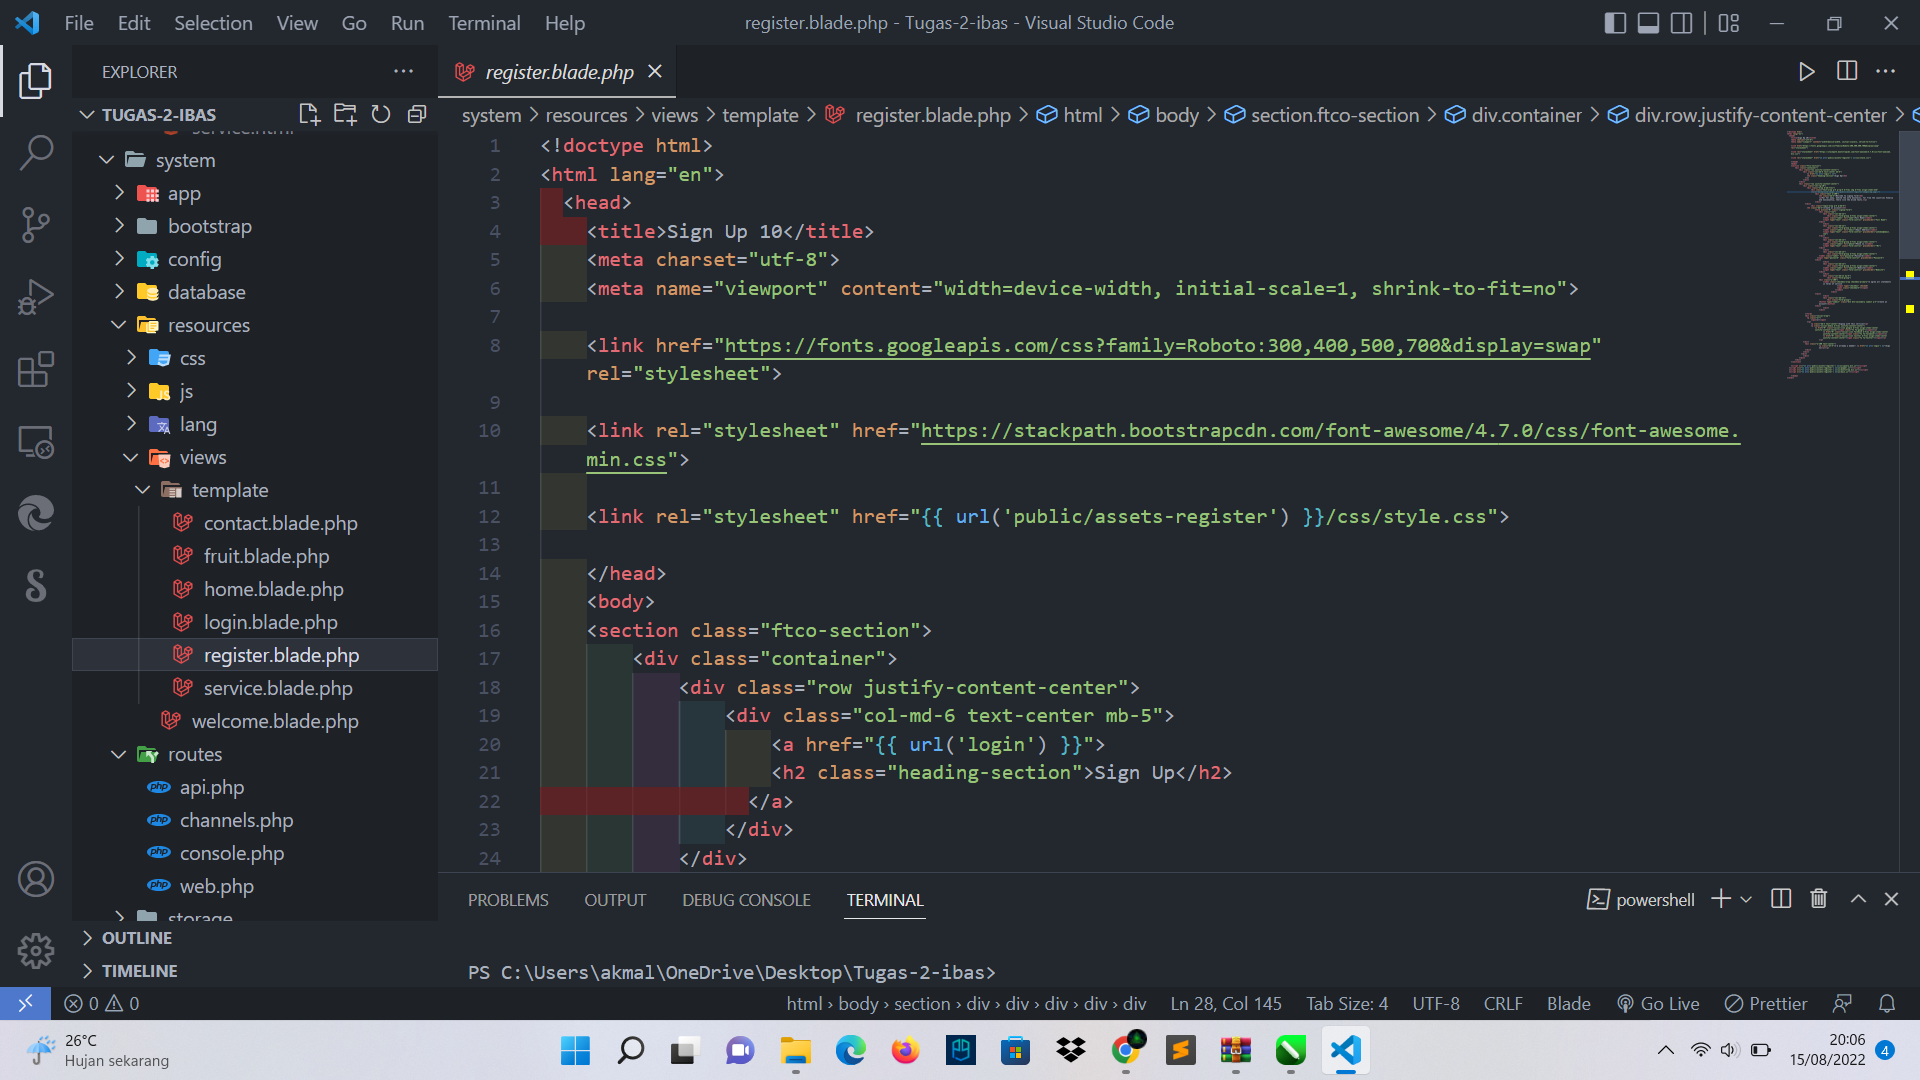 File Edit Selection View Go Run Terminal Help
register.blade.php - Tugas-2-ibas - Visual Studio Code
EXPLORER
register.blade.php
TUGAS-2-IBAS
system > resources > views > template > register.blade.php > html > body > section.ftco-section > div.container > div.row.justify-content-center >
service.html
system
app
bootstrap
config
database
resources
css
js
lang
views
template
contact.blade.php
fruit.blade.php
home.blade.php
login.blade.php
register.blade.php
service.blade.php
welcome.blade.php
routes
api.php
channels.php
console.php
web.php
storage
OUTLINE
TIMELINE
1 <!doctype html>
2 <html lang="en">
3 <head>
4 <title>Sign Up 10</title>
5 <meta charset="utf-8">
6 <meta name="viewport" content="width=device-width, initial-scale=1, shrink-to-fit=no">
7
8 <link href="https://fonts.googleapis.com/css?family=Roboto:300,400,500,700&display=swap"
rel="stylesheet">
9
10 <link rel="stylesheet" href="https://stackpath.bootstrapcdn.com/font-awesome/4.7.0/css/font-awesome.
min.css">
11
12 <link rel="stylesheet" href="{{ url('public/assets-register') }}/css/style.css">
13
14 </head>
15 <body>
16 <section class="ftco-section">
17 <div class="container">
18 <div class="row justify-content-center">
19 <div class="col-md-6 text-center mb-5">
20 <a href="{{ url('login') }}">
21 <h2 class="heading-section">Sign Up</h2>
22 </a>
23 </div>
24 </div>
PROBLEMS OUTPUT DEBUG CONSOLE TERMINAL
powershell
PS C:\Users\akmal\OneDrive\Desktop\Tugas-2-ibas>
0 0
html › body › section › div › div › div › div › div
Ln 28, Col 145
Tab Size: 4
UTF-8
CRLF
Blade
Go Live
Prettier
26°C
Hujan sekarang
20:06
15/08/2022
4